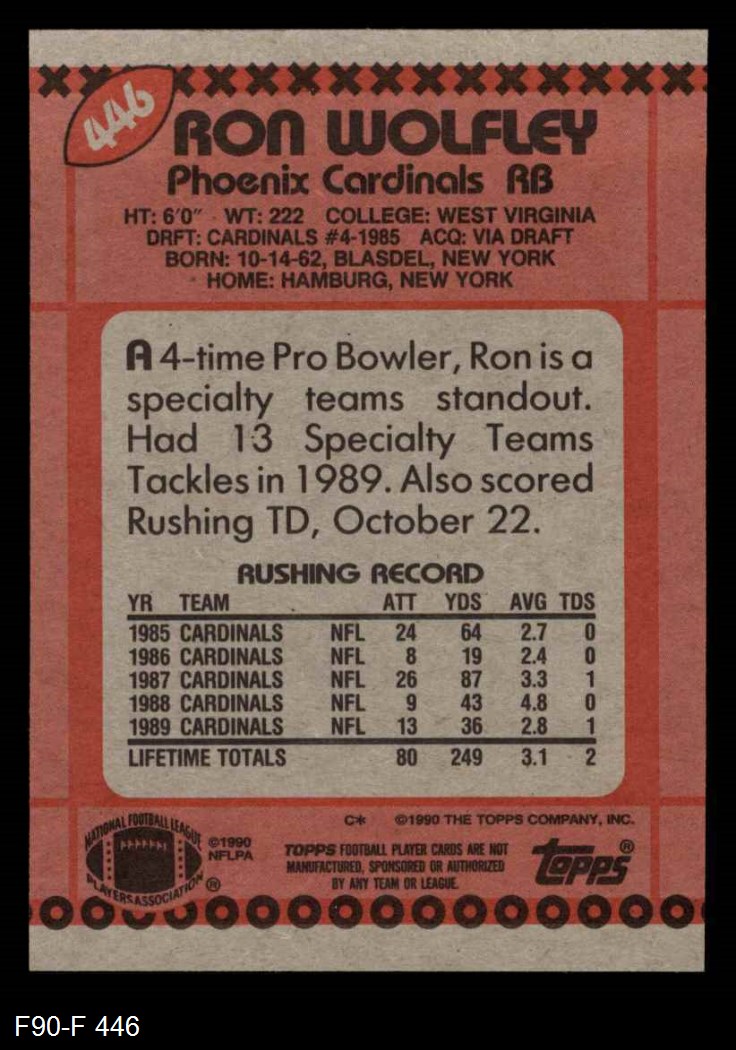 446
RON WOLFLEY
Phoenix Cardinals RB
HT: 6'0" WT: 222 COLLEGE: WEST VIRGINIA
DRFT: CARDINALS #4-1985 ACQ: VIA DRAFT
BORN: 10-14-62, BLASDEL, NEW YORK
HOME: HAMBURG, NEW YORK
A 4-time Pro Bowler, Ron is a
specialty teams standout.
Had 13 Specialty Teams
Tackles in 1989. Also scored
Rushing TD, October 22.
RUSHING RECORD
YR TEAM ATT YDS AVG TDS
1985 CARDINALS NFL 24 64 2.7 0
1986 CARDINALS NFL 8 19 2.4 0
1987 CARDINALS NFL 26 87 3.3 1
1988 CARDINALS NFL 9 43 4.8 0
1989 CARDINALS NFL 13 36 2.8 1
LIFETIME TOTALS 80 249 3.1 2
C* ©1990 THE TOPPS COMPANY, INC.
NATIONAL FOOTBALL LEAGUE
PLAYERS ASSOCIATION ®
©1990
NFLPA
TOPPS FOOTBALL PLAYER CARDS ARE NOT
MANUFACTURED, SPONSORED OR AUTHORIZED
BY ANY TEAM OR LEAGUE.
topps®
F90-F 446